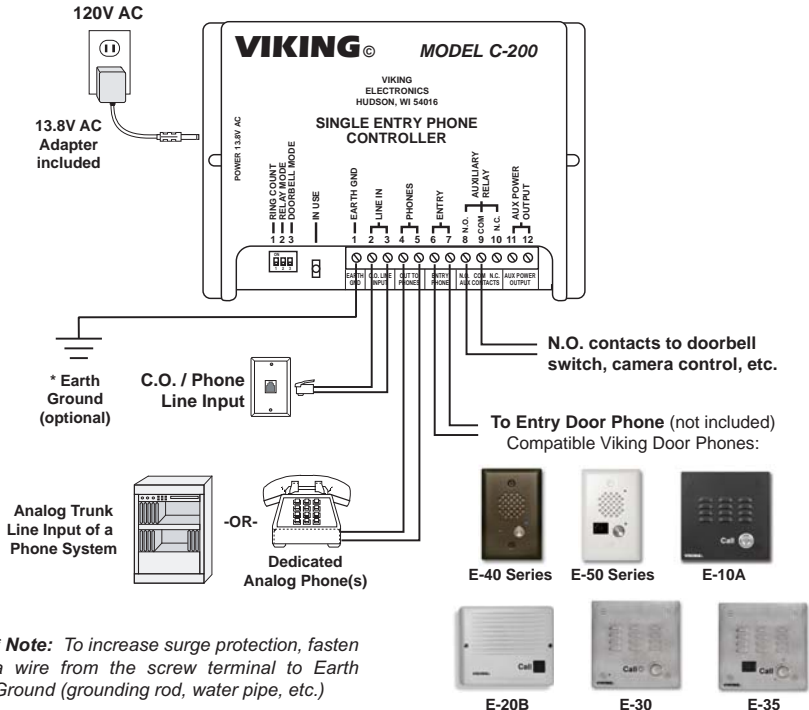 120V AC
13.8V AC
Adapter
included
VIKING©
MODEL C-200
VIKING
ELECTRONICS
HUDSON, WI 54016
SINGLE ENTRY PHONE
CONTROLLER
POWER 13.8V AC
RING COUNT
RELAY MODE
DOORBELL MODE
1 2 3
IN USE
EARTH GND
LINE IN
PHONES
ENTRY
AUXILIARY
RELAY
N.O.
COM
N.C.
AUX POWER
OUTPUT
1 2 3 4 5 6 7 8 9 10 11 12
ON
1 2 3
EARTH GND
C.O. LINE INPUT
OUT TO PHONES
ENTRY PHONE
N.O. COM N.C.
AUX CONTACTS
AUX POWER OUTPUT
* Earth
Ground
(optional)
C.O. / Phone
Line Input
N.O. contacts to doorbell
switch, camera control, etc.
To Entry Door Phone (not included)
Compatible Viking Door Phones:
Analog Trunk
Line Input of a
Phone System
-OR-
Dedicated
Analog Phone(s)
Call
E-40 Series
E-50 Series
E-10A
Call
Call
Call
E-20B
E-30
E-35
* Note: To increase surge protection, fasten
a wire from the screw terminal to Earth
Ground (grounding rod, water pipe, etc.)